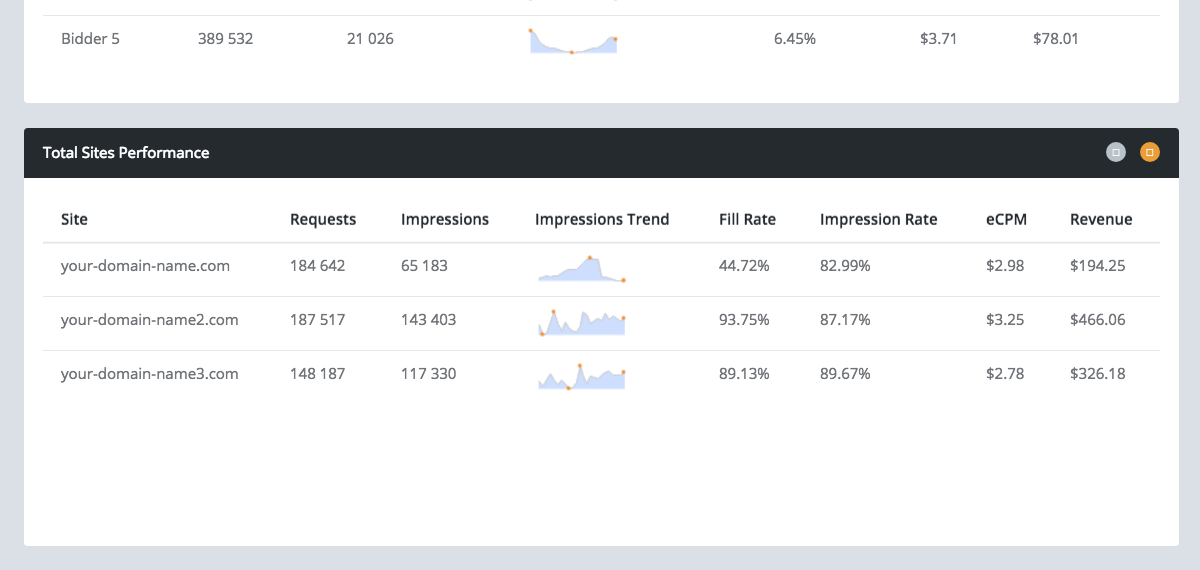 Bidder 5 389 532 21 026 6.45% $3.71 $78.01
Total Sites Performance
Site Requests Impressions Impressions Trend Fill Rate Impression Rate eCPM Revenue
your-domain-name.com 184 642 65 183 44.72% 82.99% $2.98 $194.25
your-domain-name2.com 187 517 143 403 93.75% 87.17% $3.25 $466.06
your-domain-name3.com 148 187 117 330 89.13% 89.67% $2.78 $326.18